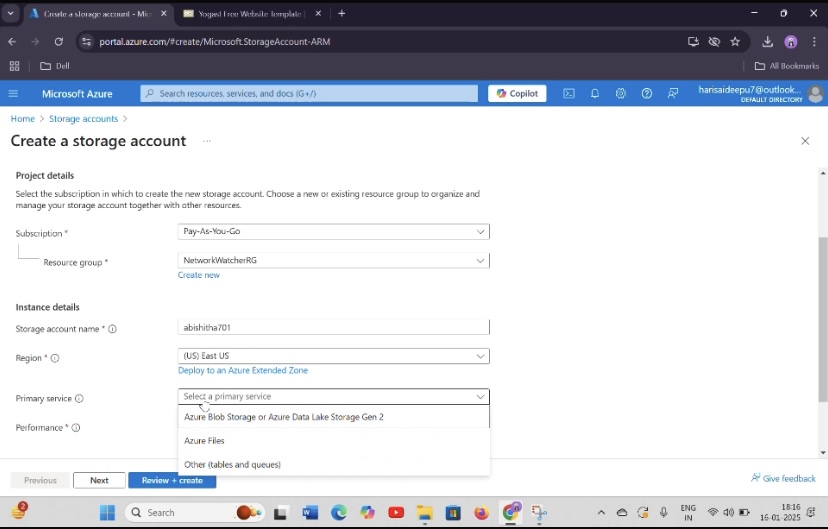 Create a storage account - Mic
Yogast Free Website Template |
portal.azure.com/#create/Microsoft.StorageAccount-ARM
Dell
All Bookmarks
Microsoft Azure
Search resources, services, and docs (G+/)
Copilot
harisaideepu7@outlook...
DEFAULT DIRECTORY
Home > Storage accounts >
Create a storage account ...
Project details
Select the subscription in which to create the new storage account. Choose a new or existing resource group to organize and
manage your storage account together with other resources.
Subscription *
Pay-As-You-Go
Resource group *
NetworkWatcherRG
Create new
Instance details
Storage account name *
abishitha701
Region *
(US) East US
Deploy to an Azure Extended Zone
Primary service
Select a primary service
Azure Blob Storage or Azure Data Lake Storage Gen 2
Performance *
Azure Files
Other (tables and queues)
Previous
Next
Review + create
Give feedback
2
Search
ENG
IN
18:16
16-01-2025